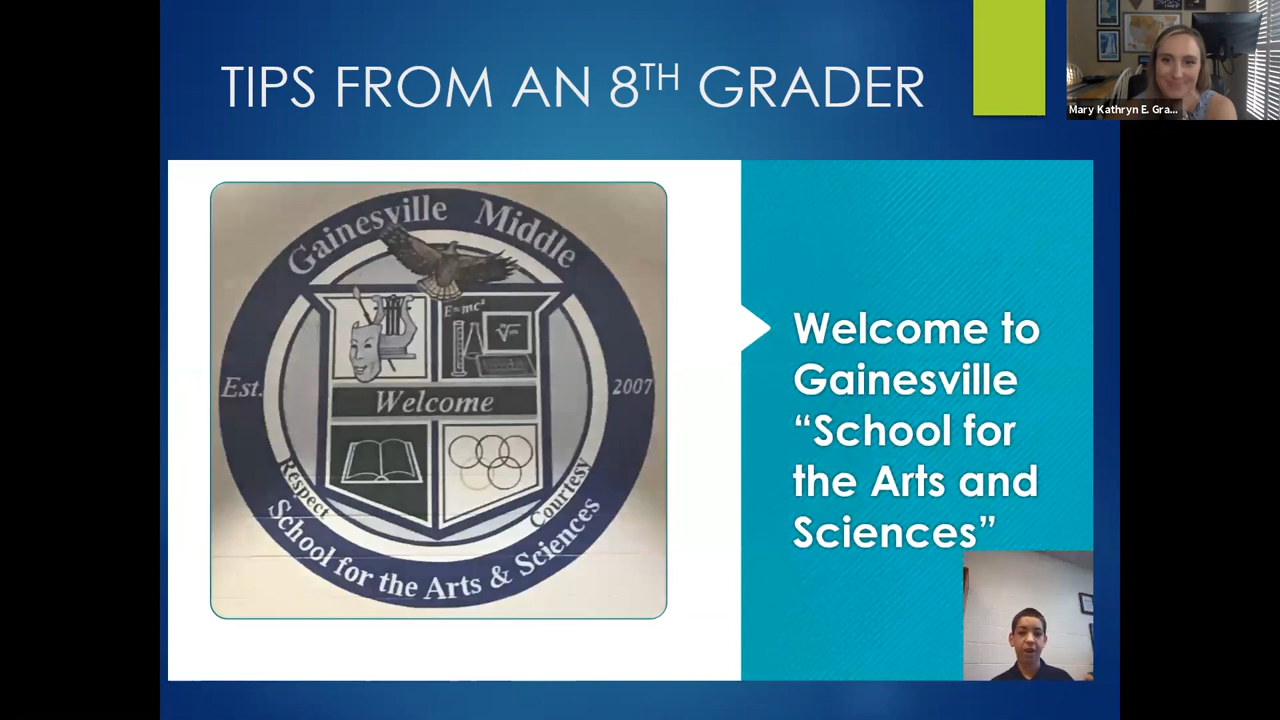 TIPS FROM AN 8TH GRADER
Mary Kathryn E. Gra...
Gainesville Middle
E=mc²
Est.
2007
Welcome
Respect
Courtesy
School for the Arts & Sciences
Welcome to
Gainesville
“School for
the Arts and
Sciences”